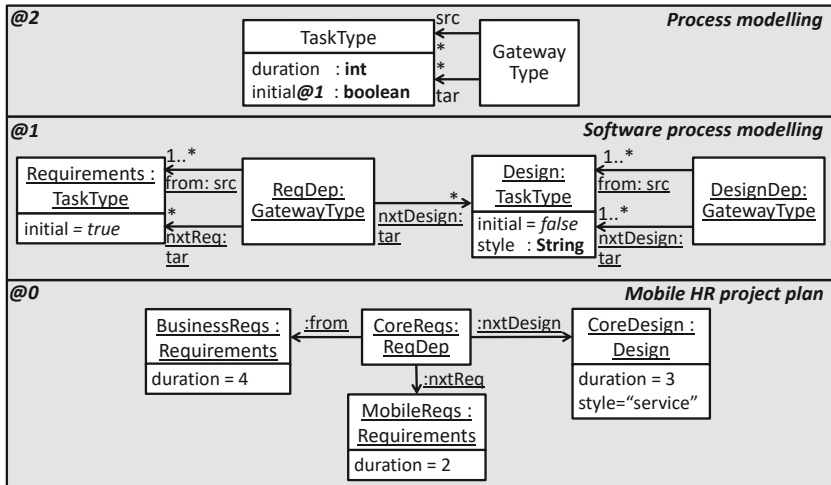 @2
Process modelling
src
TaskType
*
Gateway
Type
*
duration : int
initial@1 : boolean
tar
@1
Software process modelling
Requirements :
TaskType
1..*
from: src
ReqDep:
GatewayType
*
Design:
TaskType
1..*
from: src
DesignDep:
GatewayType
initial = true
*
nxtReq:
tar
nxtDesign:
tar
initial = false
style : String
1..*
nxtDesign:
tar
@0
Mobile HR project plan
BusinessReqs :
Requirements
:from
CoreReqs:
ReqDep
:nxtDesign
CoreDesign :
Design
duration = 4
:nxtReq
duration = 3
style="service"
MobileReqs :
Requirements
duration = 2